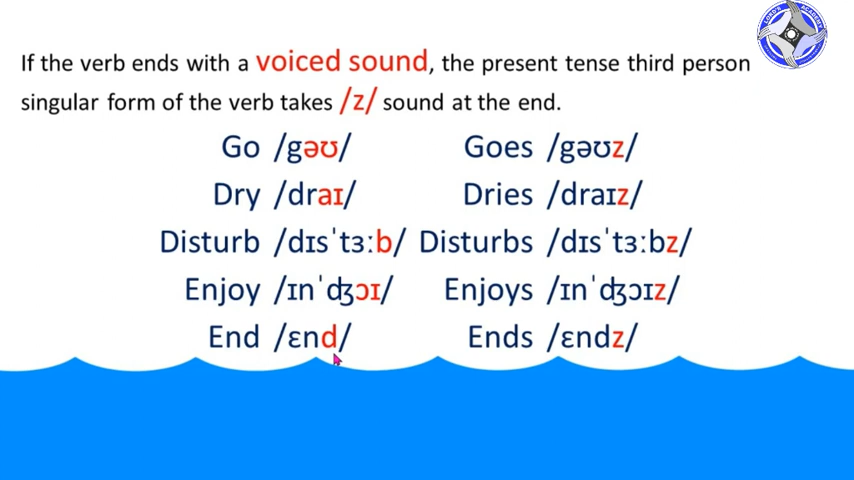 LORD'S ACADEMY
If the verb ends with a voiced sound, the present tense third person
singular form of the verb takes /z/ sound at the end.
Go /gəʊ/ Goes /gəʊz/
Dry /draɪ/ Dries /draɪz/
Disturb /dɪsˈtɜːb/ Disturbs /dɪsˈtɜːbz/
Enjoy /ɪnˈʤɔɪ/ Enjoys /ɪnˈʤɔɪz/
End /ɛnd/ Ends /ɛndz/